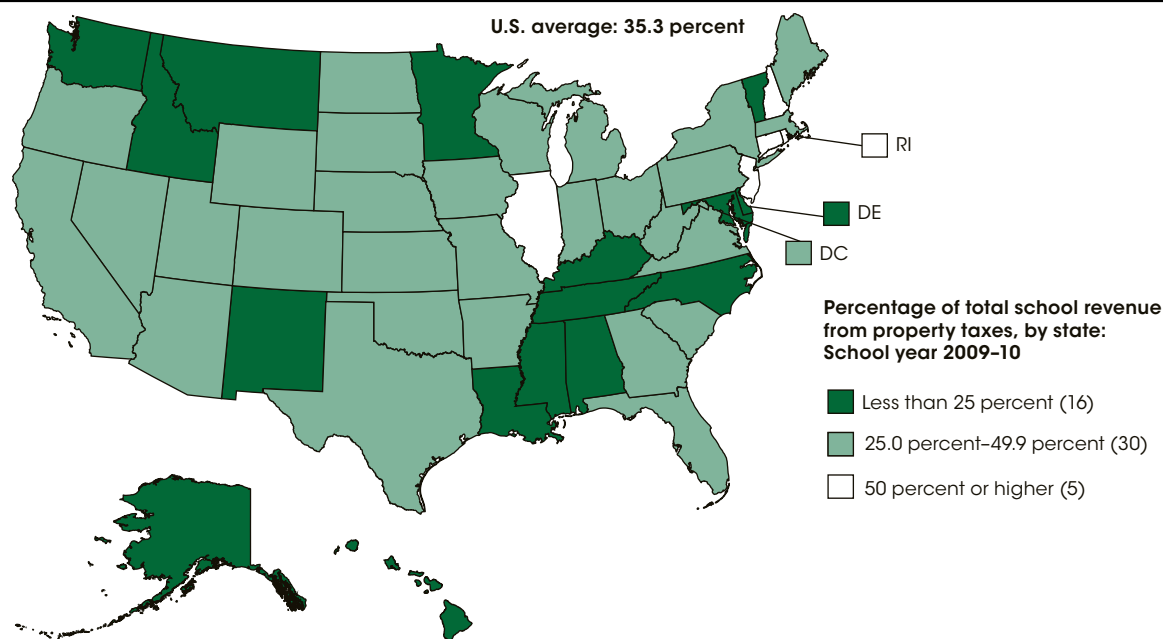 U.S. average: 35.3 percent
RI
DE
DC
Percentage of total school revenue
from property taxes, by state:
School year 2009–10
Less than 25 percent (16)
25.0 percent–49.9 percent (30)
50 percent or higher (5)